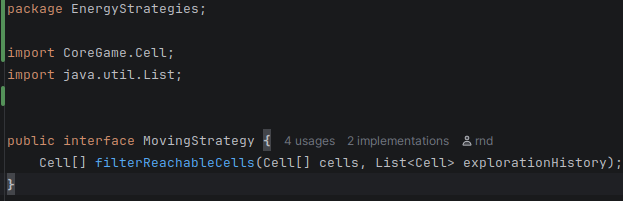 package EnergyStrategies;
import CoreGame.Cell;
import java.util.List;
public interface MovingStrategy { 4 usages 2 implementations rnd
Cell[] filterReachableCells(Cell[] cells, List<Cell> explorationHistory);
}